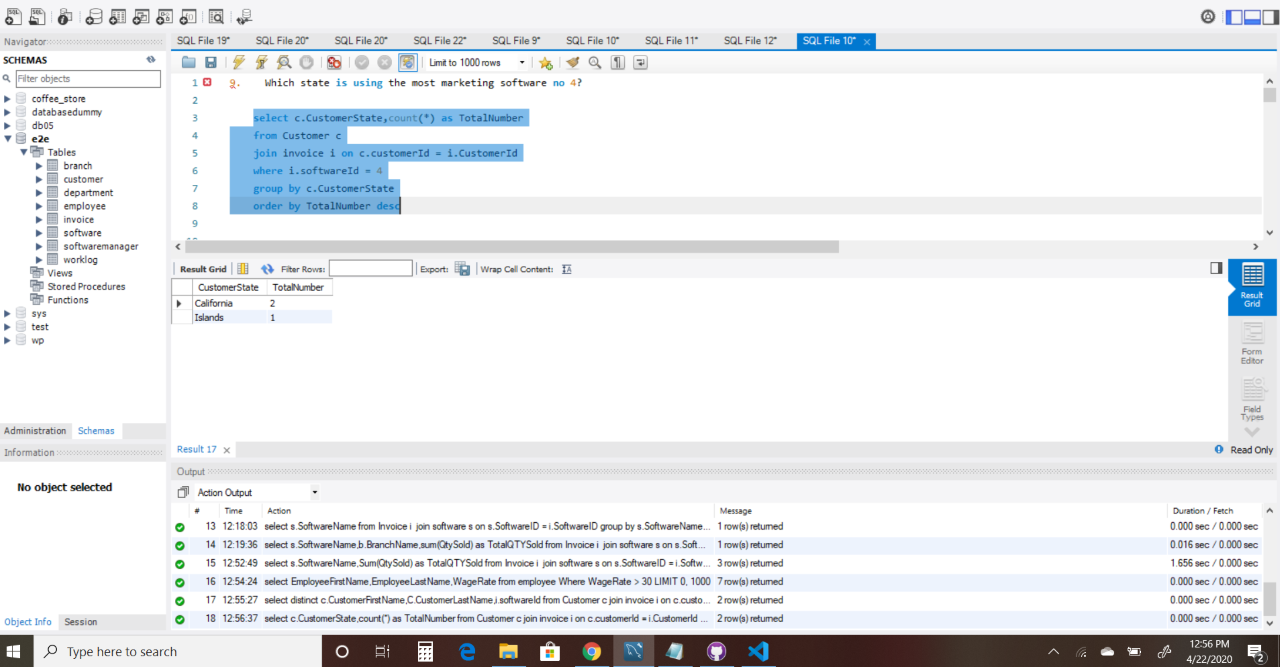 Navigator
SQL File 19*
SQL File 20*
SQL File 20*
SQL File 22*
SQL File 9*
SQL File 10*
SQL File 11*
SQL File 12*
SQL File 10*
SCHEMAS
Filter objects
coffee_store
databasedummy
db05
e2e
Tables
branch
customer
department
employee
invoice
software
softwaremanager
worklog
Views
Stored Procedures
Functions
sys
test
wp
Administration
Schemas
Information
No object selected
Object Info
Session
Limit to 1000 rows
1 9. Which state is using the most marketing software no 4?
2
3 select c.CustomerState,count(*) as TotalNumber
4 from Customer c
5 join invoice i on c.customerId = i.CustomerId
6 where i.softwareId = 4
7 group by c.CustomerState
8 order by TotalNumber desc
9
Result Grid
Filter Rows:
Export:
Wrap Cell Content:
CustomerState TotalNumber
California 2
Islands 1
Result Grid
Form Editor
Field Types
Result 17
Read Only
Output
Action Output
# Time Action Message Duration / Fetch
13 12:18:03 select s.SoftwareName from Invoice i join software s on s.SoftwareID = i.SoftwareID group by s.SoftwareName... 1 row(s) returned 0.000 sec / 0.000 sec
14 12:19:36 select s.SoftwareName,b.BranchName,sum(QtySold) as TotalQTYSold from Invoice i join software s on s.Soft... 1 row(s) returned 0.016 sec / 0.000 sec
15 12:52:49 select s.SoftwareName,Sum(QtySold) as TotalQTYSold from Invoice i join software s on s.SoftwareID = i.Softw... 3 row(s) returned 1.656 sec / 0.000 sec
16 12:54:24 select EmployeeFirstName,EmployeeLastName,WageRate from employee Where WageRate > 30 LIMIT 0, 1000 7 row(s) returned 0.000 sec / 0.000 sec
17 12:55:27 select distinct c.CustomerFirstName,C.CustomerLastName,i.softwareId from Customer c join invoice i on c.custo... 2 row(s) returned 0.000 sec / 0.000 sec
18 12:56:37 select c.CustomerState,count(*) as TotalNumber from Customer c join invoice i on c.customerId = i.CustomerId ... 2 row(s) returned 0.000 sec / 0.000 sec
Type here to search
12:56 PM
4/22/2020
2